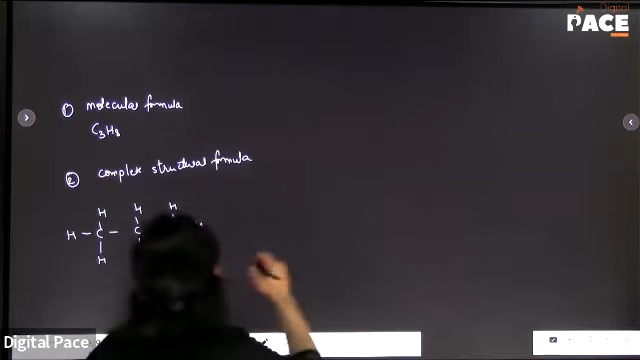 Digital
PACE
① molecular formula
C₃H₈
② complex structural formula
H H H
H – C – C
H
Digital Pace